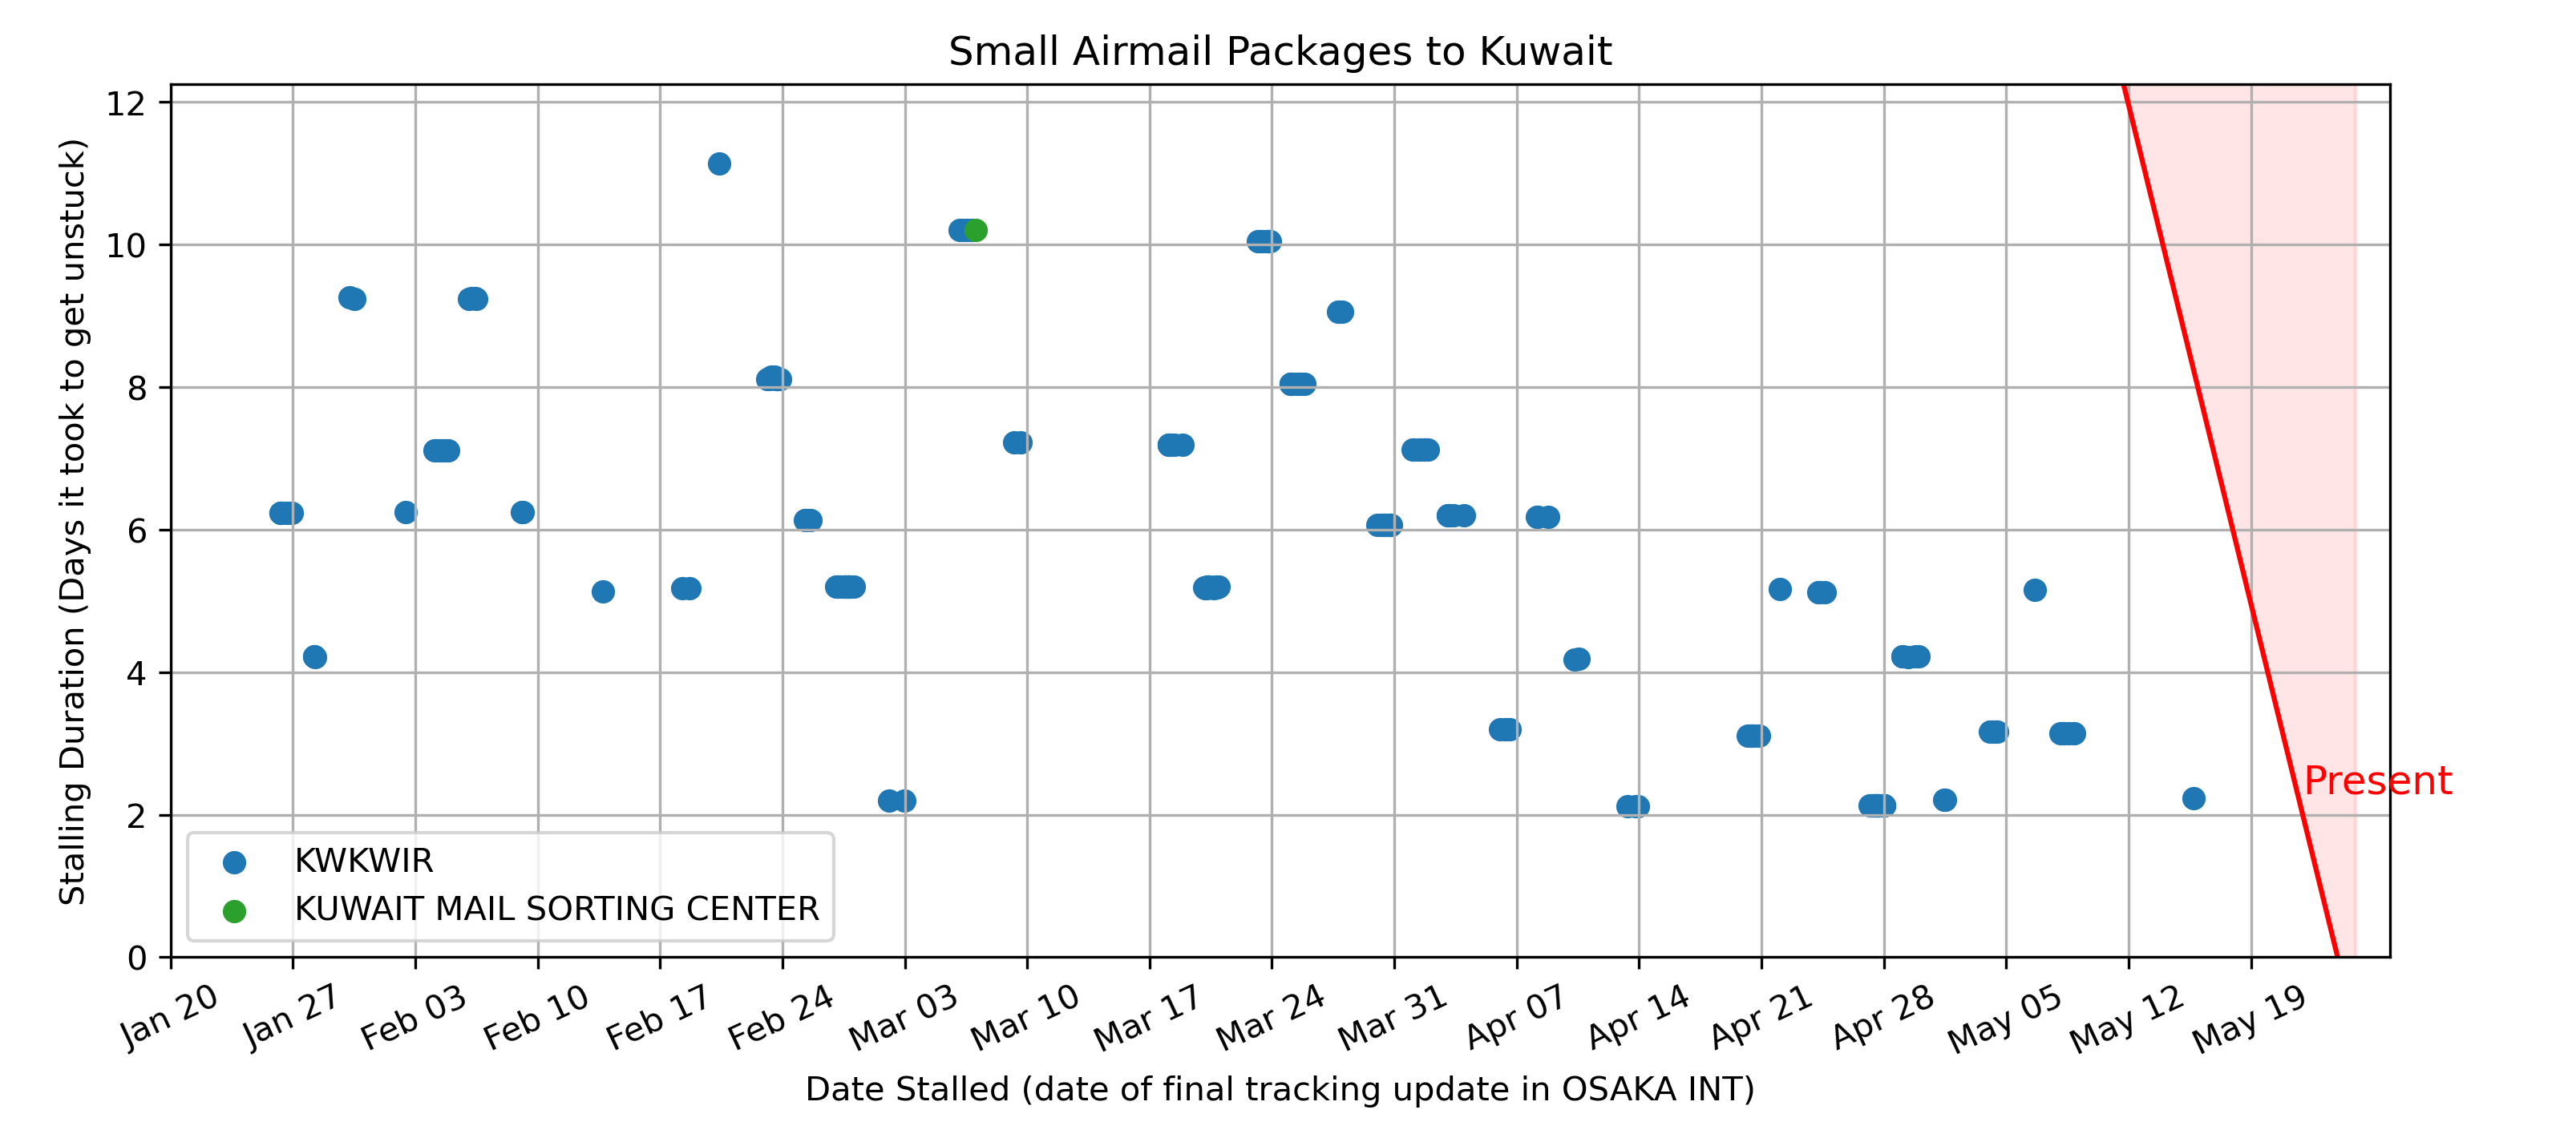 Small Airmail Packages to Kuwait
Stalling Duration (Days it took to get unstuck)
12
10
8
6
4
2
0
Present
KWKWIR
KUWAIT MAIL SORTING CENTER
Jan 20
Jan 27
Feb 03
Feb 10
Feb 17
Feb 24
Mar 03
Mar 10
Mar 17
Mar 24
Mar 31
Apr 07
Apr 14
Apr 21
Apr 28
May 05
May 12
May 19
Date Stalled (date of final tracking update in OSAKA INT)